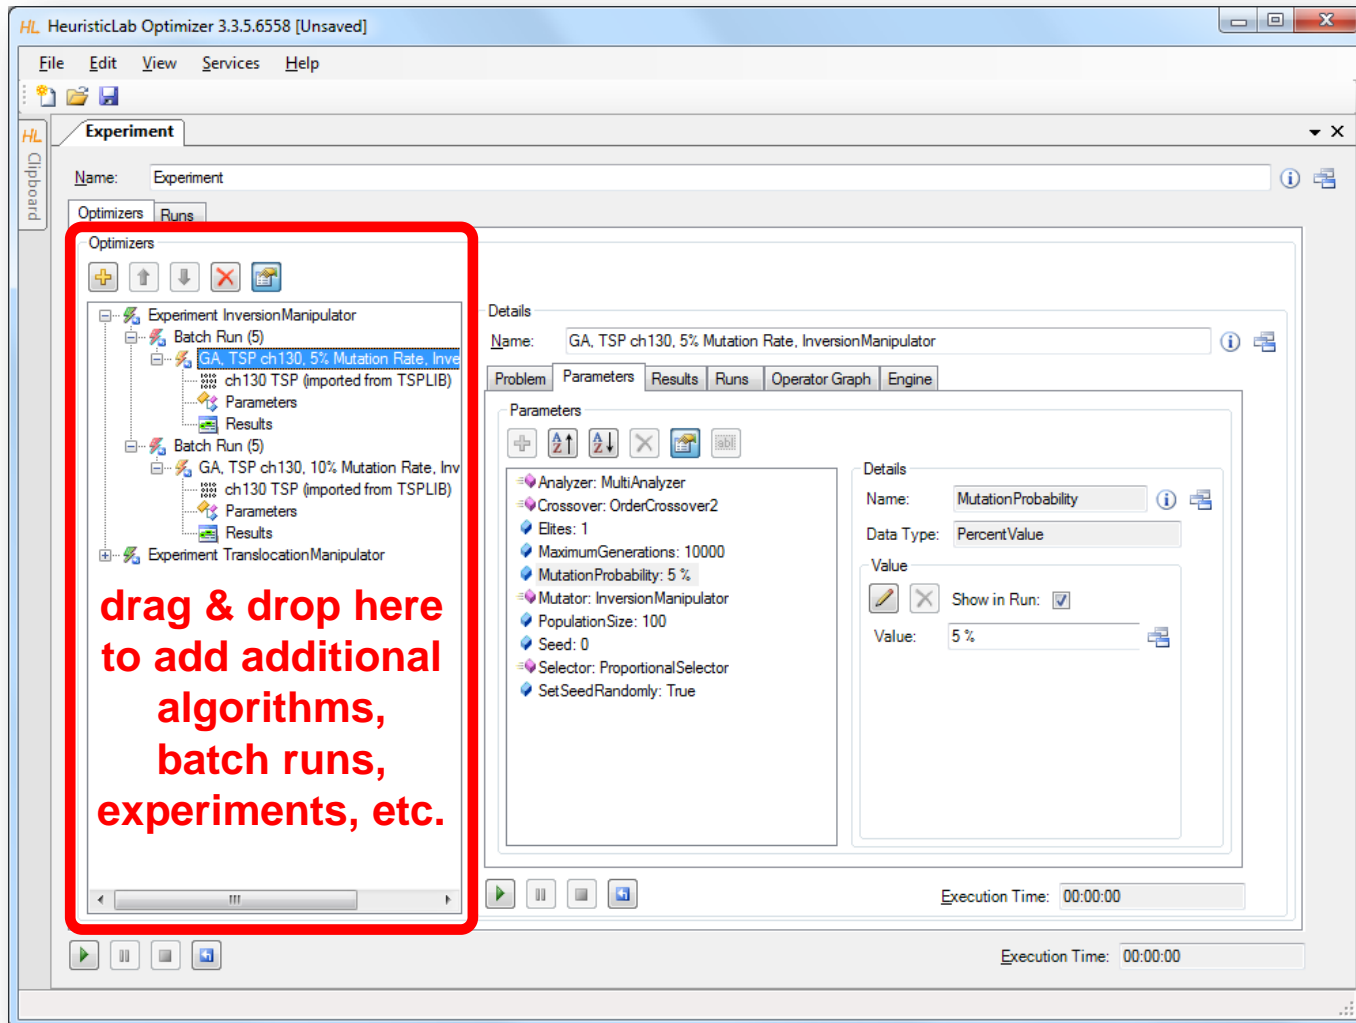 HL HeuristicLab Optimizer 3.3.5.6558 [Unsaved]
File Edit View Services Help
HL Clipboard
Experiment
Name: Experiment
Optimizers Runs
Optimizers
Experiment InversionManipulator
Batch Run (5)
GA, TSP ch130, 5% Mutation Rate, Inve
ch130 TSP (imported from TSPLIB)
Parameters
Results
Batch Run (5)
GA, TSP ch130, 10% Mutation Rate, Inv
ch130 TSP (imported from TSPLIB)
Parameters
Results
Experiment TranslocationManipulator
drag & drop here
to add additional
algorithms,
batch runs,
experiments, etc.
Details
Name: GA, TSP ch130, 5% Mutation Rate, InversionManipulator
Problem Parameters Results Runs Operator Graph Engine
Parameters
abl
Analyzer: MultiAnalyzer
Crossover: OrderCrossover2
Elites: 1
MaximumGenerations: 10000
MutationProbability: 5 %
Mutator: InversionManipulator
PopulationSize: 100
Seed: 0
Selector: ProportionalSelector
SetSeedRandomly: True
Details
Name: MutationProbability
Data Type: PercentValue
Value
Show in Run:
Value: 5 %
Execution Time: 00:00:00
Execution Time: 00:00:00